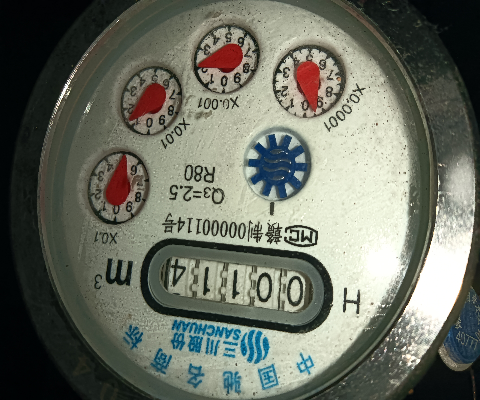 中国驰名商标
三川股份
SANCHUAN
H 00114 m³
MC 赣制00000114号
Q₃=2.5
R80
X0.1
X0.01
X0.001
X0.0001